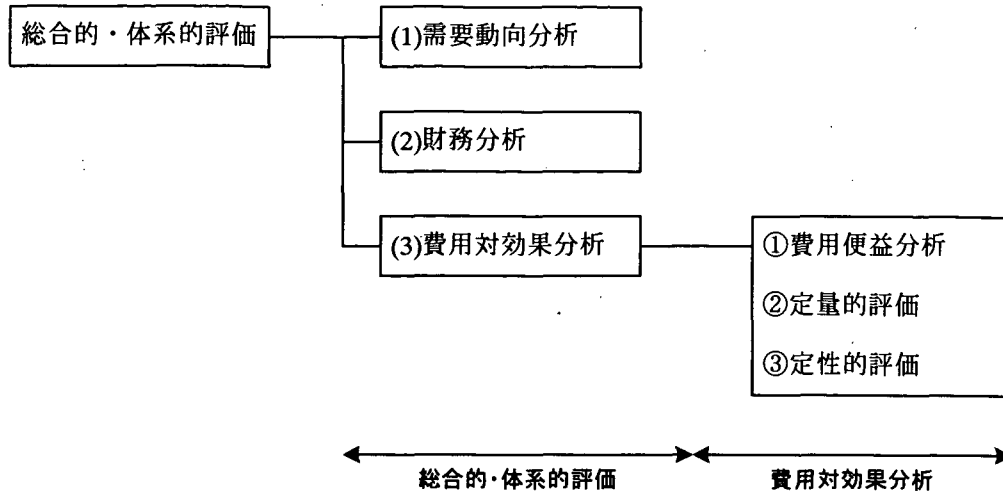 総合的・体系的評価
(1)需要動向分析
(2)財務分析
(3)費用対効果分析
①費用便益分析
②定量的評価
③定性的評価
総合的・体系的評価
費用対効果分析